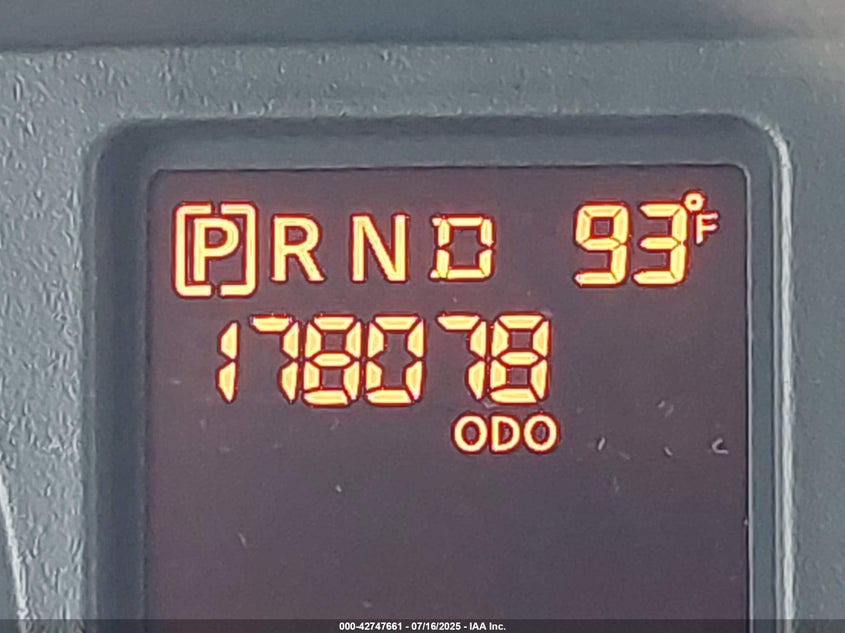 [P] R N D 93°F
178078
ODO
000-42747661 - 07/16/2025 - IAA Inc.